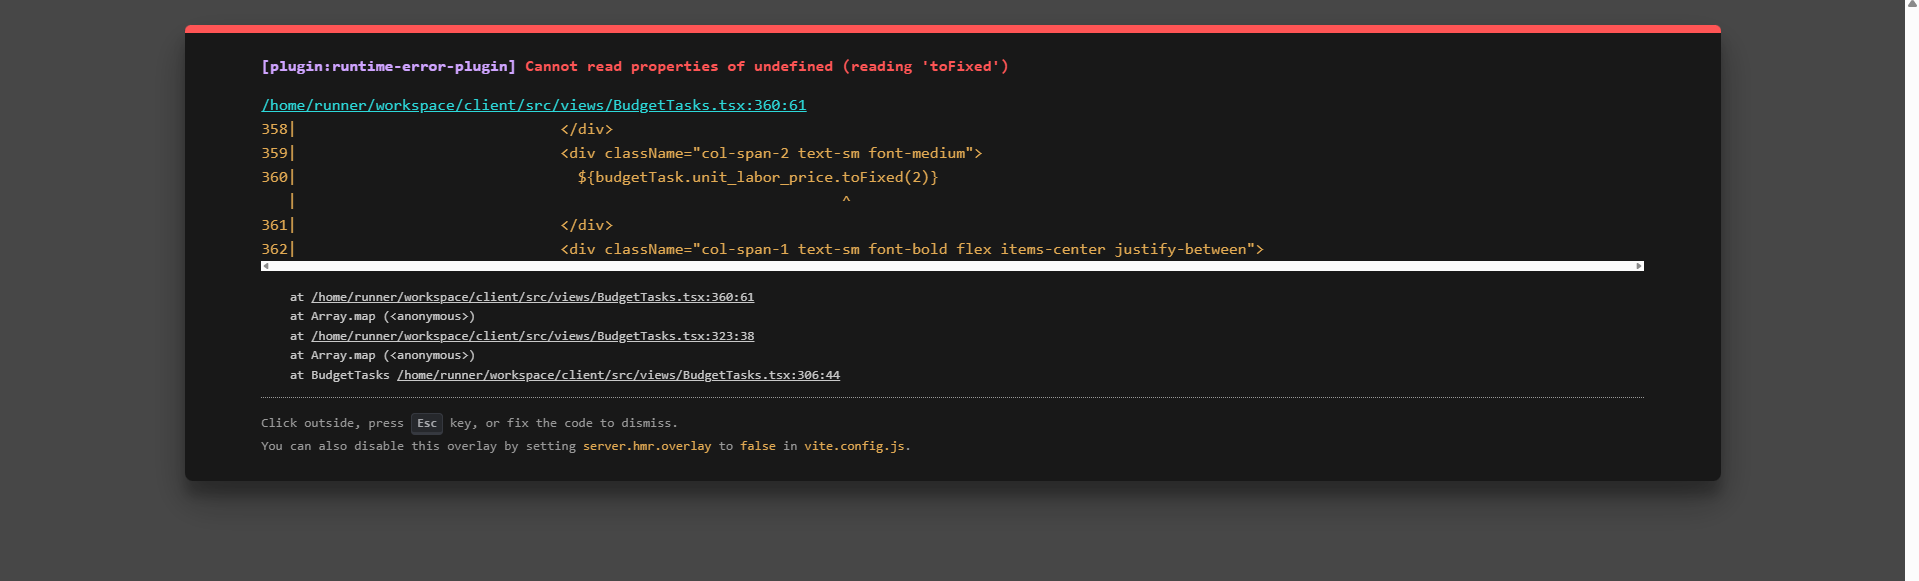 [plugin:runtime-error-plugin] Cannot read properties of undefined (reading 'toFixed')
/home/runner/workspace/client/src/views/BudgetTasks.tsx:360:61
358|                              </div>
359|                              <div className="col-span-2 text-sm font-medium">
360|                                ${budgetTask.unit_labor_price.toFixed(2)}
   |                                                              ^
361|                              </div>
362|                              <div className="col-span-1 text-sm font-bold flex items-center justify-between">
at /home/runner/workspace/client/src/views/BudgetTasks.tsx:360:61
at Array.map (<anonymous>)
at /home/runner/workspace/client/src/views/BudgetTasks.tsx:323:38
at Array.map (<anonymous>)
at BudgetTasks /home/runner/workspace/client/src/views/BudgetTasks.tsx:306:44
Click outside, press Esc key, or fix the code to dismiss.
You can also disable this overlay by setting server.hmr.overlay to false in vite.config.js.